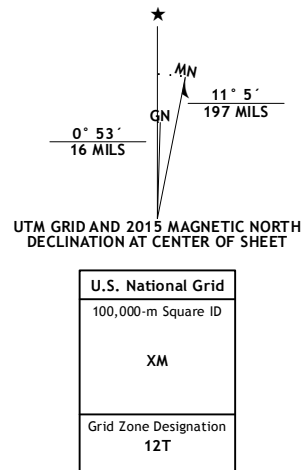 ★
MN
GN
11° 5´
197 MILS
0° 53´
16 MILS
UTM GRID AND 2015 MAGNETIC NORTH
DECLINATION AT CENTER OF SHEET
U.S. National Grid
100,000-m Square ID
XM
Grid Zone Designation
12T